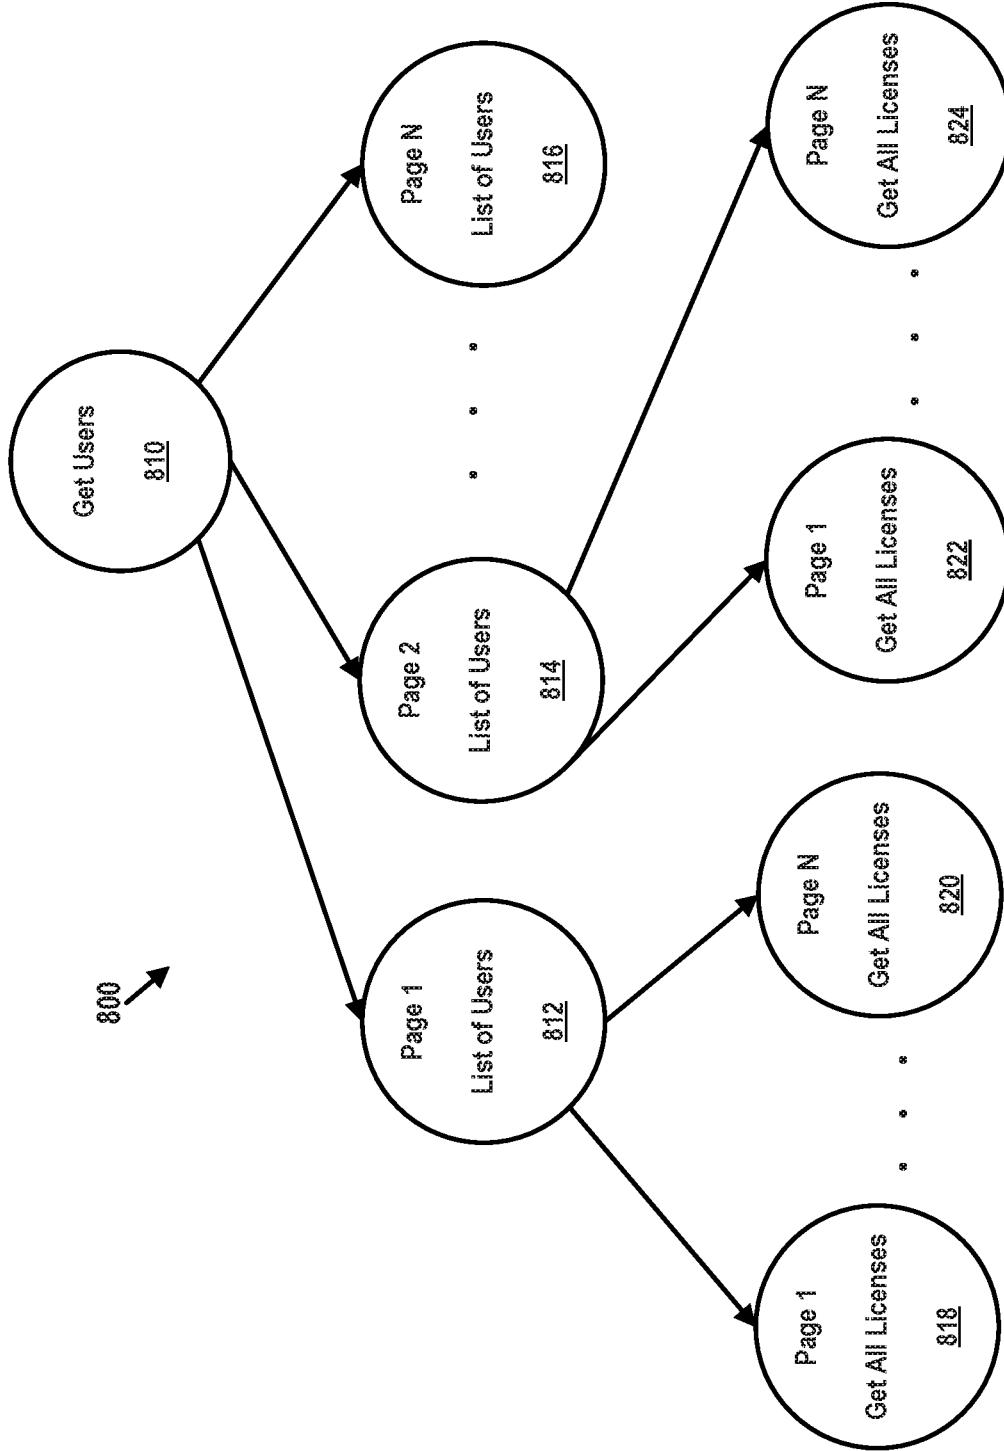 800
Get Users
810
Page 1
List of Users
812
Page 2
List of Users
814
Page N
List of Users
816
Page 1
Get All Licenses
818
Page N
Get All Licenses
820
Page 1
Get All Licenses
822
Page N
Get All Licenses
824